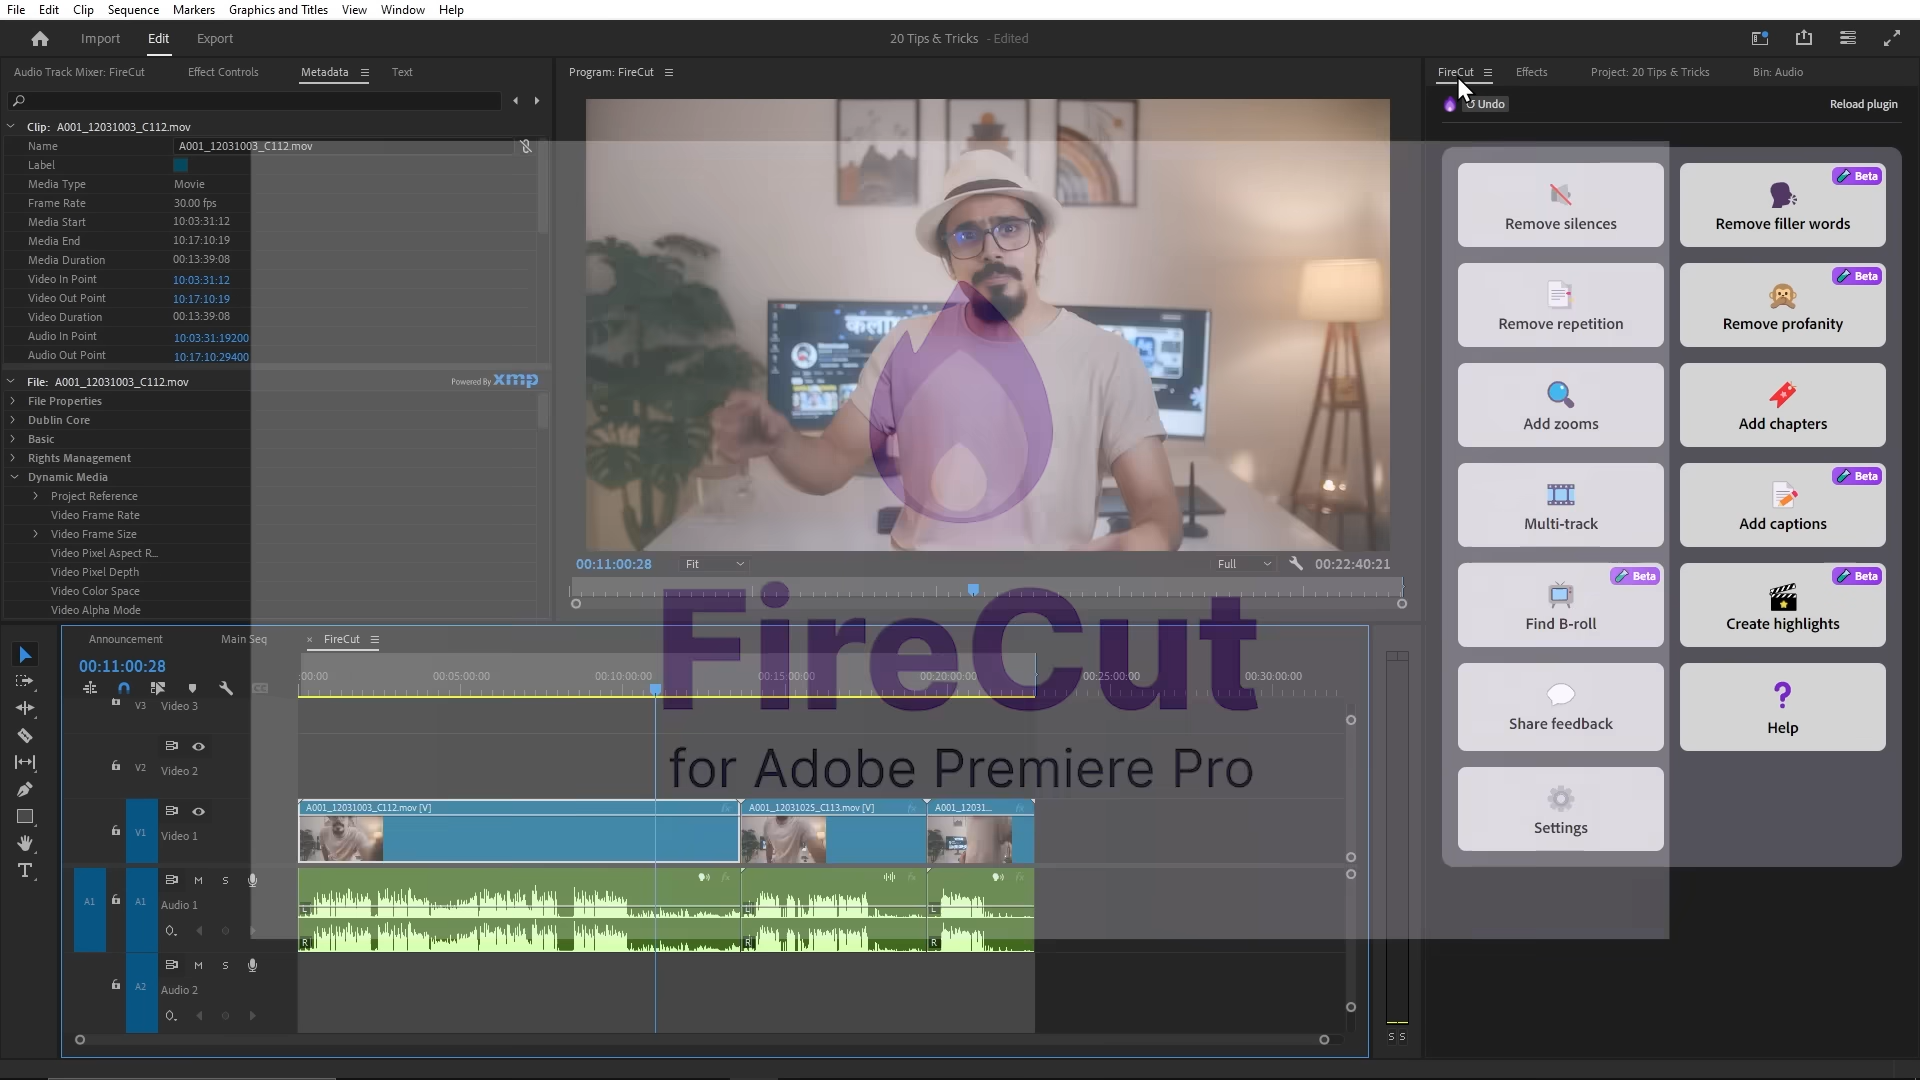 File Edit Clip Sequence Markers Graphics and Titles View Window Help
Import Edit Export
20 Tips & Tricks - Edited
Audio Track Mixer: FireCut Effect Controls Metadata Text
Program: FireCut
FireCut Effects Project: 20 Tips & Tricks Bin: Audio
Undo Reload plugin
Clip: A001_12031003_C112.mov
Name A001_12031003_C112.mov
Label
Media Type Movie
Frame Rate 30.00 fps
Media Start 10:03:31:12
Media End 10:17:10:19
Media Duration 00:13:39:08
Video In Point 10:03:31:12
Video Out Point 10:17:10:19
Video Duration 00:13:39:08
Audio In Point 10:03:31:19200
Audio Out Point 10:17:10:29400
File: A001_12031003_C112.mov
Powered By xmp
File Properties
Dublin Core
Basic
Rights Management
Dynamic Media
Project Reference
Video Frame Rate
Video Frame Size
Video Pixel Aspect R...
Video Pixel Depth
Video Color Space
Video Alpha Mode
00:11:00:28 Fit Full 00:22:40:21
Remove silences
Beta
Remove filler words
Remove repetition
Beta
Remove profanity
Add zooms
Add chapters
Multi-track
Beta
Add captions
Beta
Find B-roll
Beta
Create highlights
Share feedback
Help
Settings
FireCut
for Adobe Premiere Pro
Announcement Main Seq × FireCut
00:11:00:28
:00:00 00:05:00:00 00:10:00:00 00:15:00:00 00:20:00:00 00:25:00:00 00:30:00:00
V3 Video 3
V2 Video 2
A001_12031003_C112.mov [V] fx A001_12031025_C113.mov [V] fx A001_12031... fx
V1 Video 1
M S
A1 A1 Audio 1
L L L
R R R
M S
A2 Audio 2
S S